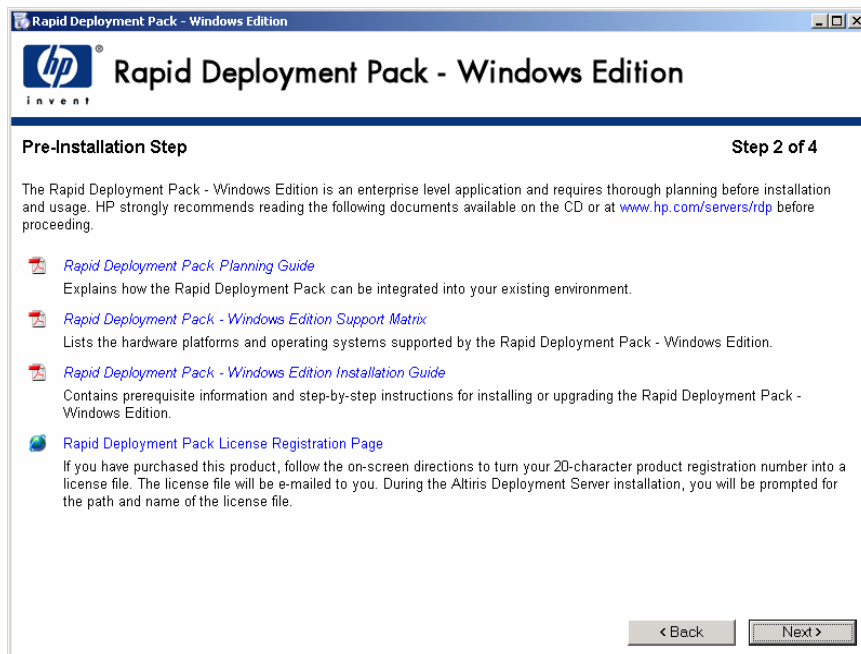 Rapid Deployment Pack - Windows Edition
hp
®
invent
Rapid Deployment Pack - Windows Edition
Pre-Installation Step
Step 2 of 4
The Rapid Deployment Pack - Windows Edition is an enterprise level application and requires thorough planning before installation
and usage. HP strongly recommends reading the following documents available on the CD or at www.hp.com/servers/rdp before
proceeding.
Rapid Deployment Pack Planning Guide
Explains how the Rapid Deployment Pack can be integrated into your existing environment.
Rapid Deployment Pack - Windows Edition Support Matrix
Lists the hardware platforms and operating systems supported by the Rapid Deployment Pack - Windows Edition.
Rapid Deployment Pack - Windows Edition Installation Guide
Contains prerequisite information and step-by-step instructions for installing or upgrading the Rapid Deployment Pack -
Windows Edition.
Rapid Deployment Pack License Registration Page
If you have purchased this product, follow the on-screen directions to turn your 20-character product registration number into a
license file. The license file will be e-mailed to you. During the Altiris Deployment Server installation, you will be prompted for
the path and name of the license file.
< Back
Next >